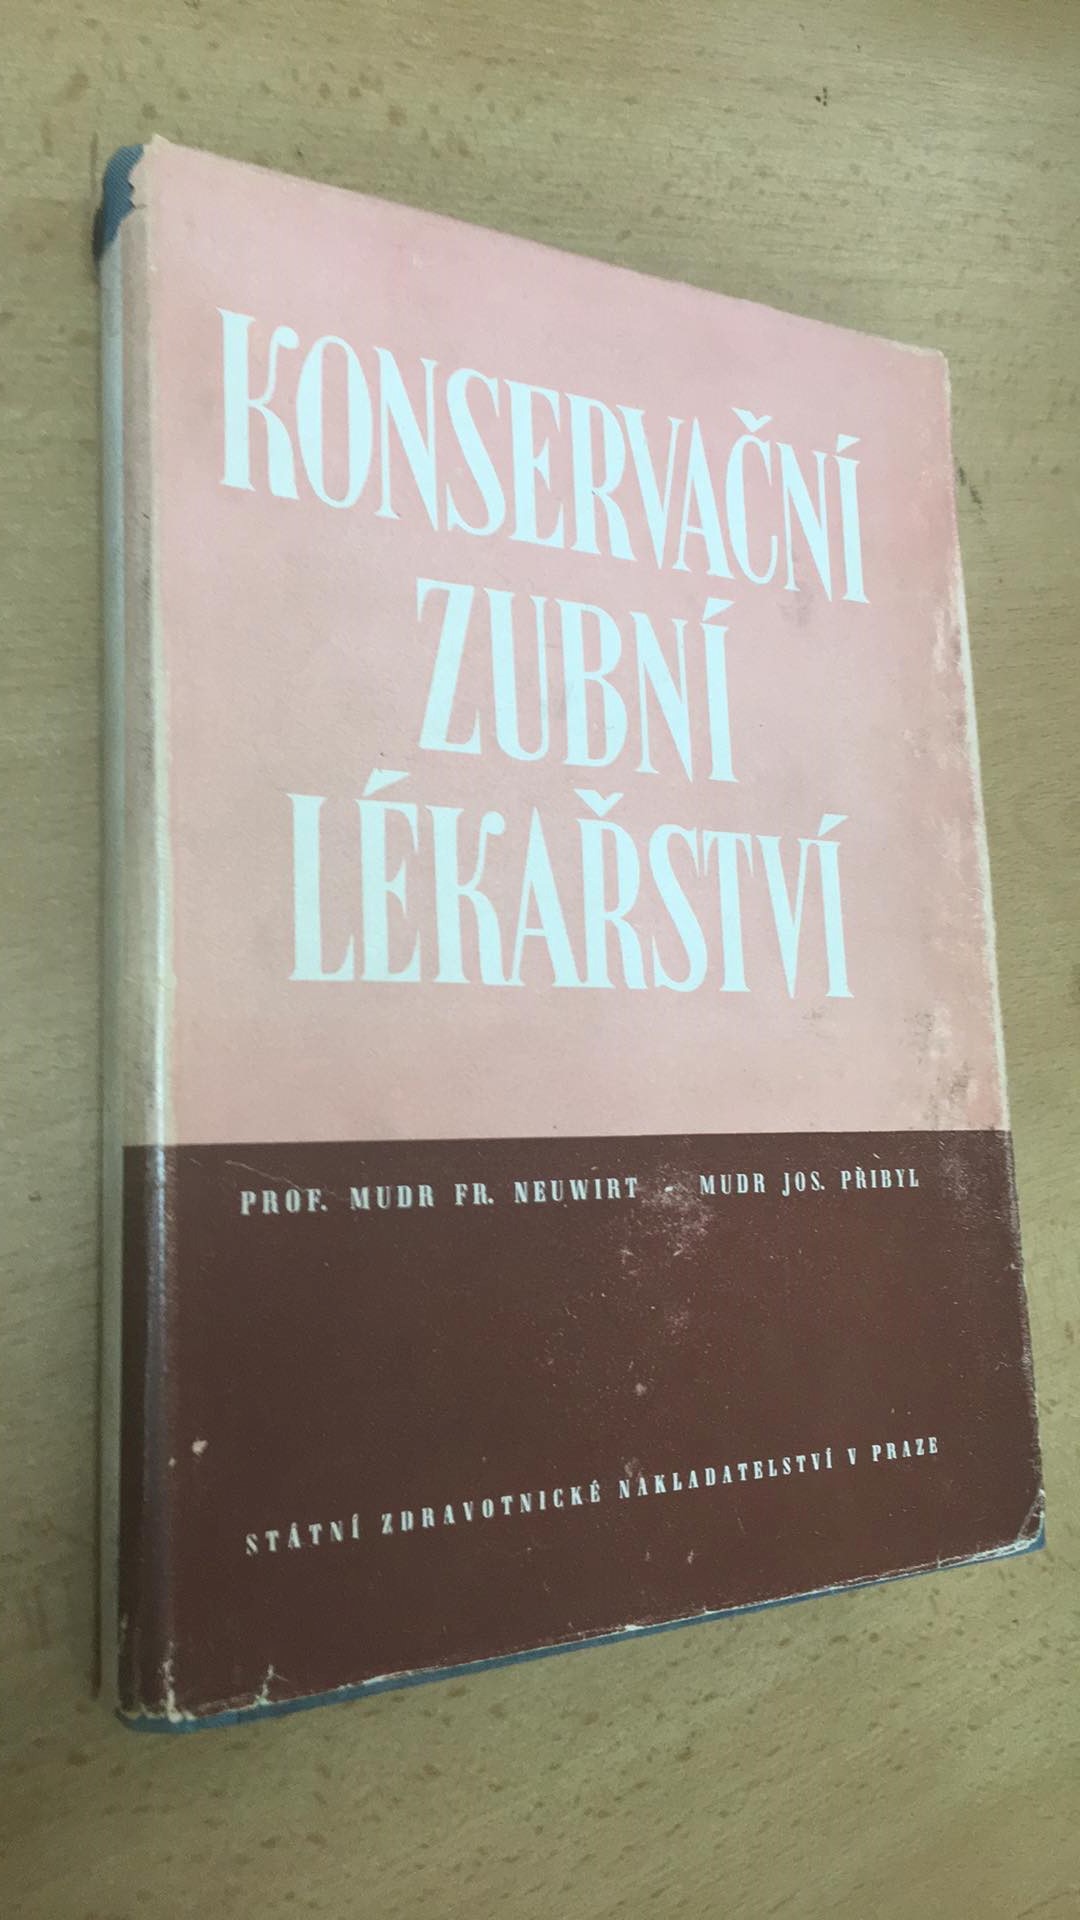 KONSERVAČNÍ
ZUBNÍ
LÉKAŘSTVÍ
PROF. MUDR FR. NEUWIRT - MUDR JOS. PŘIBYL
STÁTNÍ ZDRAVOTNICKÉ NAKLADATELSTVÍ V PRAZE